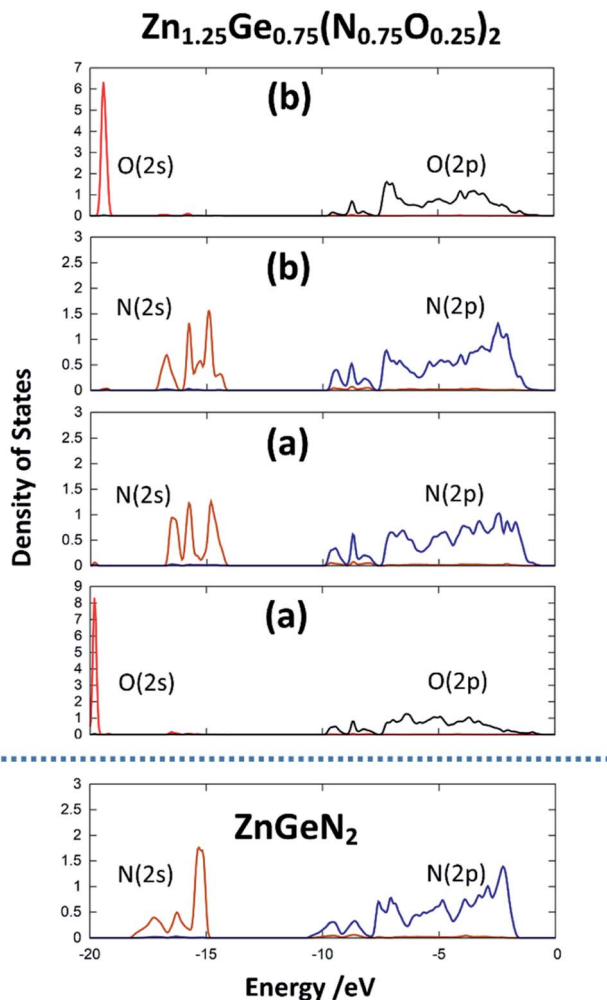 Zn₁.₂₅Ge₀.₇₅(N₀.₇₅O₀.₂₅)₂
7
6
5
4
3
2
1
0
(b)
O(2s)
O(2p)
3
2.5
2
1.5
1
0.5
0
(b)
N(2s)
N(2p)
3
2.5
2
1.5
1
0.5
0
(a)
N(2s)
N(2p)
9
8
7
6
5
4
3
2
1
0
(a)
O(2s)
O(2p)
Density of States
3
2.5
2
1.5
1
0.5
0
ZnGeN₂
N(2s)
N(2p)
-20
-15
-10
-5
0
Energy /eV